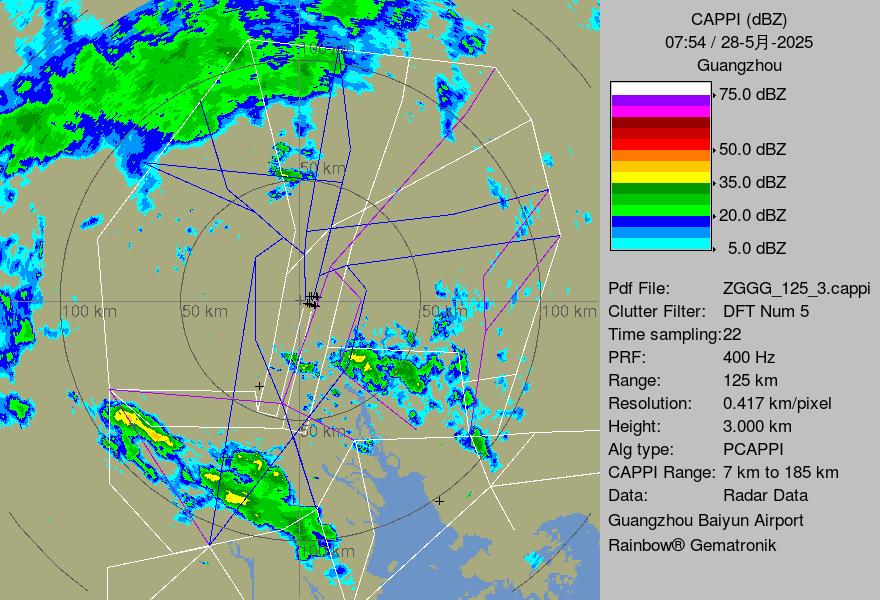 CAPPI (dBZ)
07:54 / 28-5月-2025
Guangzhou
75.0 dBZ
50.0 dBZ
35.0 dBZ
20.0 dBZ
5.0 dBZ
Pdf File: ZGGG_125_3.cappi
Clutter Filter: DFT Num 5
Time sampling:22
PRF: 400 Hz
Range: 125 km
Resolution: 0.417 km/pixel
Height: 3.000 km
Alg type: PCAPPI
CAPPI Range: 7 km to 185 km
Data: Radar Data
Guangzhou Baiyun Airport
Rainbow® Gematronik
100 km
50 km
100 km
50 km
50 km
100 km
50 km
100 km